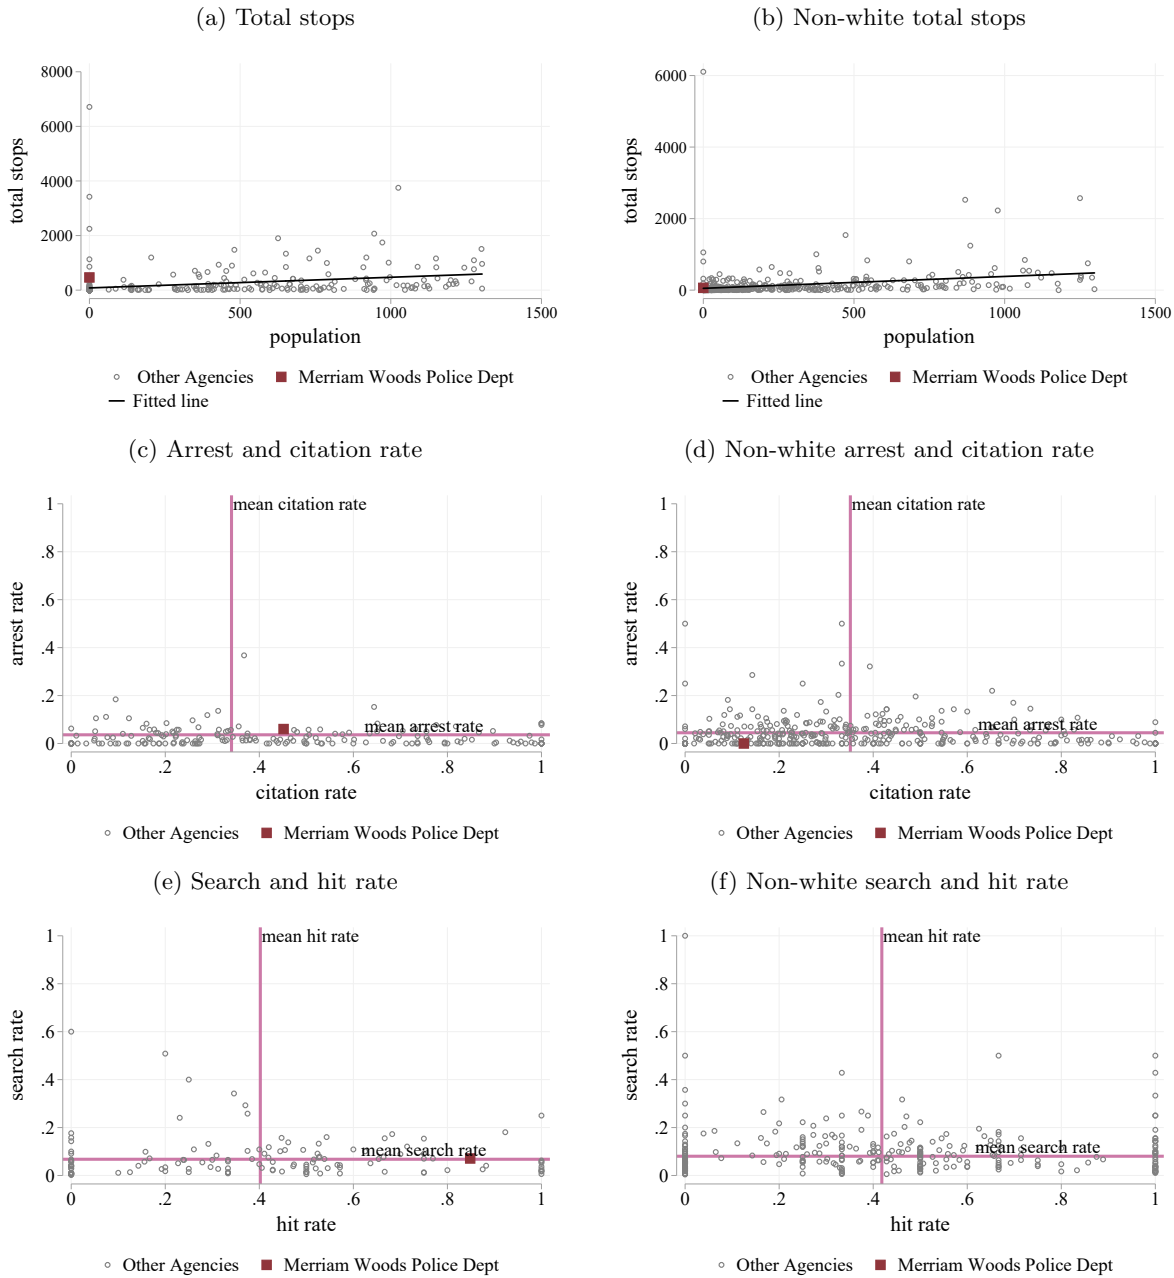 (a) Total stops
(b) Non-white total stops
8000
6000
4000
2000
0
total stops
0
500
1000
1500
population
Other Agencies
Merriam Woods Police Dept
Fitted line
6000
4000
2000
0
total stops
0
500
1000
1500
population
Other Agencies
Merriam Woods Police Dept
Fitted line
(c) Arrest and citation rate
(d) Non-white arrest and citation rate
1
.8
.6
.4
.2
0
arrest rate
mean citation rate
mean arrest rate
0
.2
.4
.6
.8
1
citation rate
Other Agencies
Merriam Woods Police Dept
1
.8
.6
.4
.2
0
arrest rate
mean citation rate
mean arrest rate
0
.2
.4
.6
.8
1
citation rate
Other Agencies
Merriam Woods Police Dept
(e) Search and hit rate
(f) Non-white search and hit rate
1
.8
.6
.4
.2
0
search rate
mean hit rate
mean search rate
0
.2
.4
.6
.8
1
hit rate
Other Agencies
Merriam Woods Police Dept
1
.8
.6
.4
.2
0
search rate
mean hit rate
mean search rate
0
.2
.4
.6
.8
1
hit rate
Other Agencies
Merriam Woods Police Dept